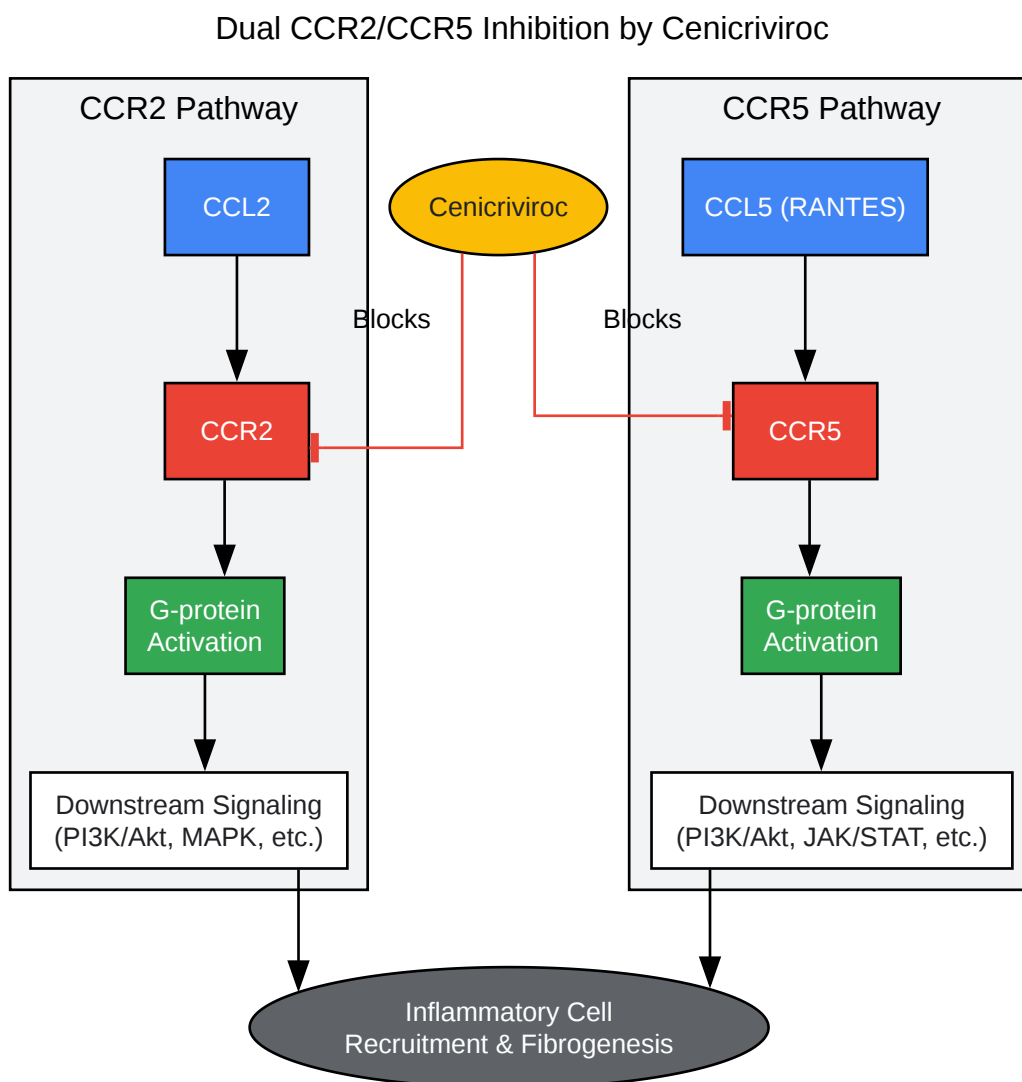 Dual CCR2/CCR5 Inhibition by Cenicriviroc
CCR2 Pathway
CCL2
Cenicriviroc
CCR5 Pathway
CCL5 (RANTES)
Blocks
Blocks
CCR2
CCR5
G-protein
Activation
G-protein
Activation
Downstream Signaling
(PI3K/Akt, MAPK, etc.)
Downstream Signaling
(PI3K/Akt, JAK/STAT, etc.)
Inflammatory Cell
Recruitment & Fibrogenesis